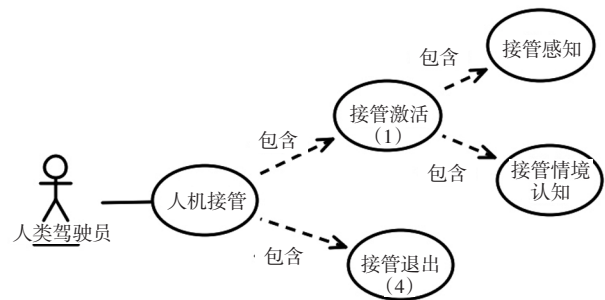 接管感知
包含
接管激活
(1)
包含
接管情境
认知
包含
人机接管
人类驾驶员
包含
接管退出
(4)